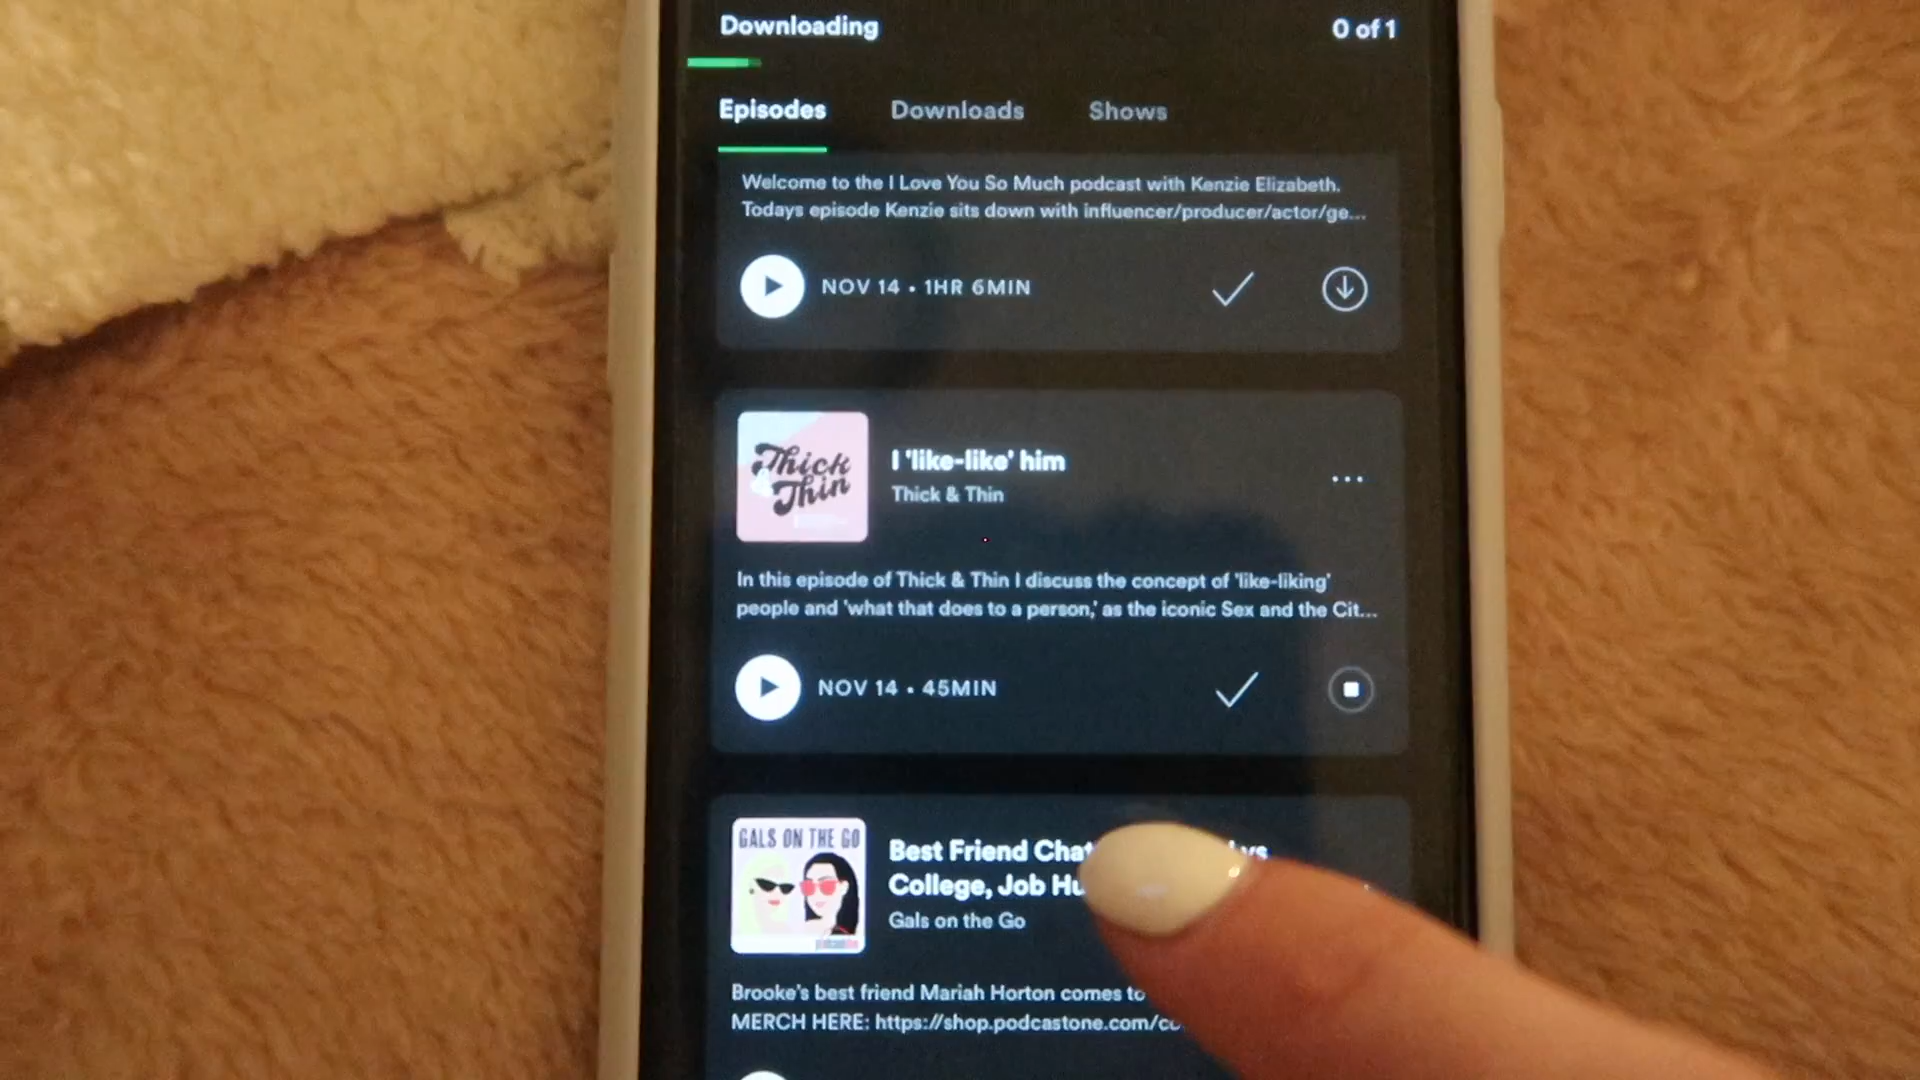 Downloading
0 of 1
Episodes
Downloads
Shows
Welcome to the I Love You So Much podcast with Kenzie Elizabeth.
Todays episode Kenzie sits down with influencer/producer/actor/ge...
NOV 14 • 1HR 6MIN
Thick
Thin
I 'like-like' him
Thick & Thin
In this episode of Thick & Thin I discuss the concept of 'like-liking'
people and 'what that does to a person,' as the iconic Sex and the Cit...
NOV 14 • 45MIN
GALS ON THE GO
Best Friend Chat vs
College, Job
Gals on the Go
Brooke's best friend Mariah Horton comes to
MERCH HERE: https://shop.podcastone.com/